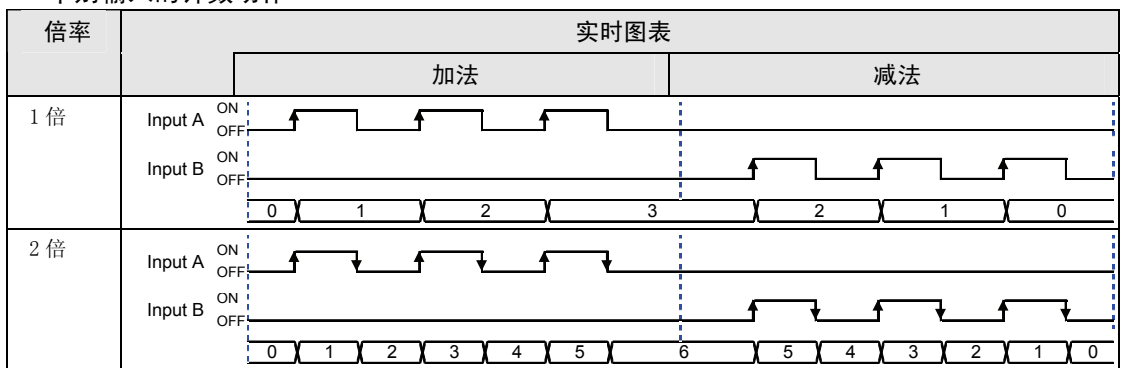 倍率 实时图表
加法 减法
1 倍
Input A ON OFF
Input B ON OFF
0 1 2 3 2 1 0
2 倍
Input A ON OFF
Input B ON OFF
0 1 2 3 4 5 6 5 4 3 2 1 0